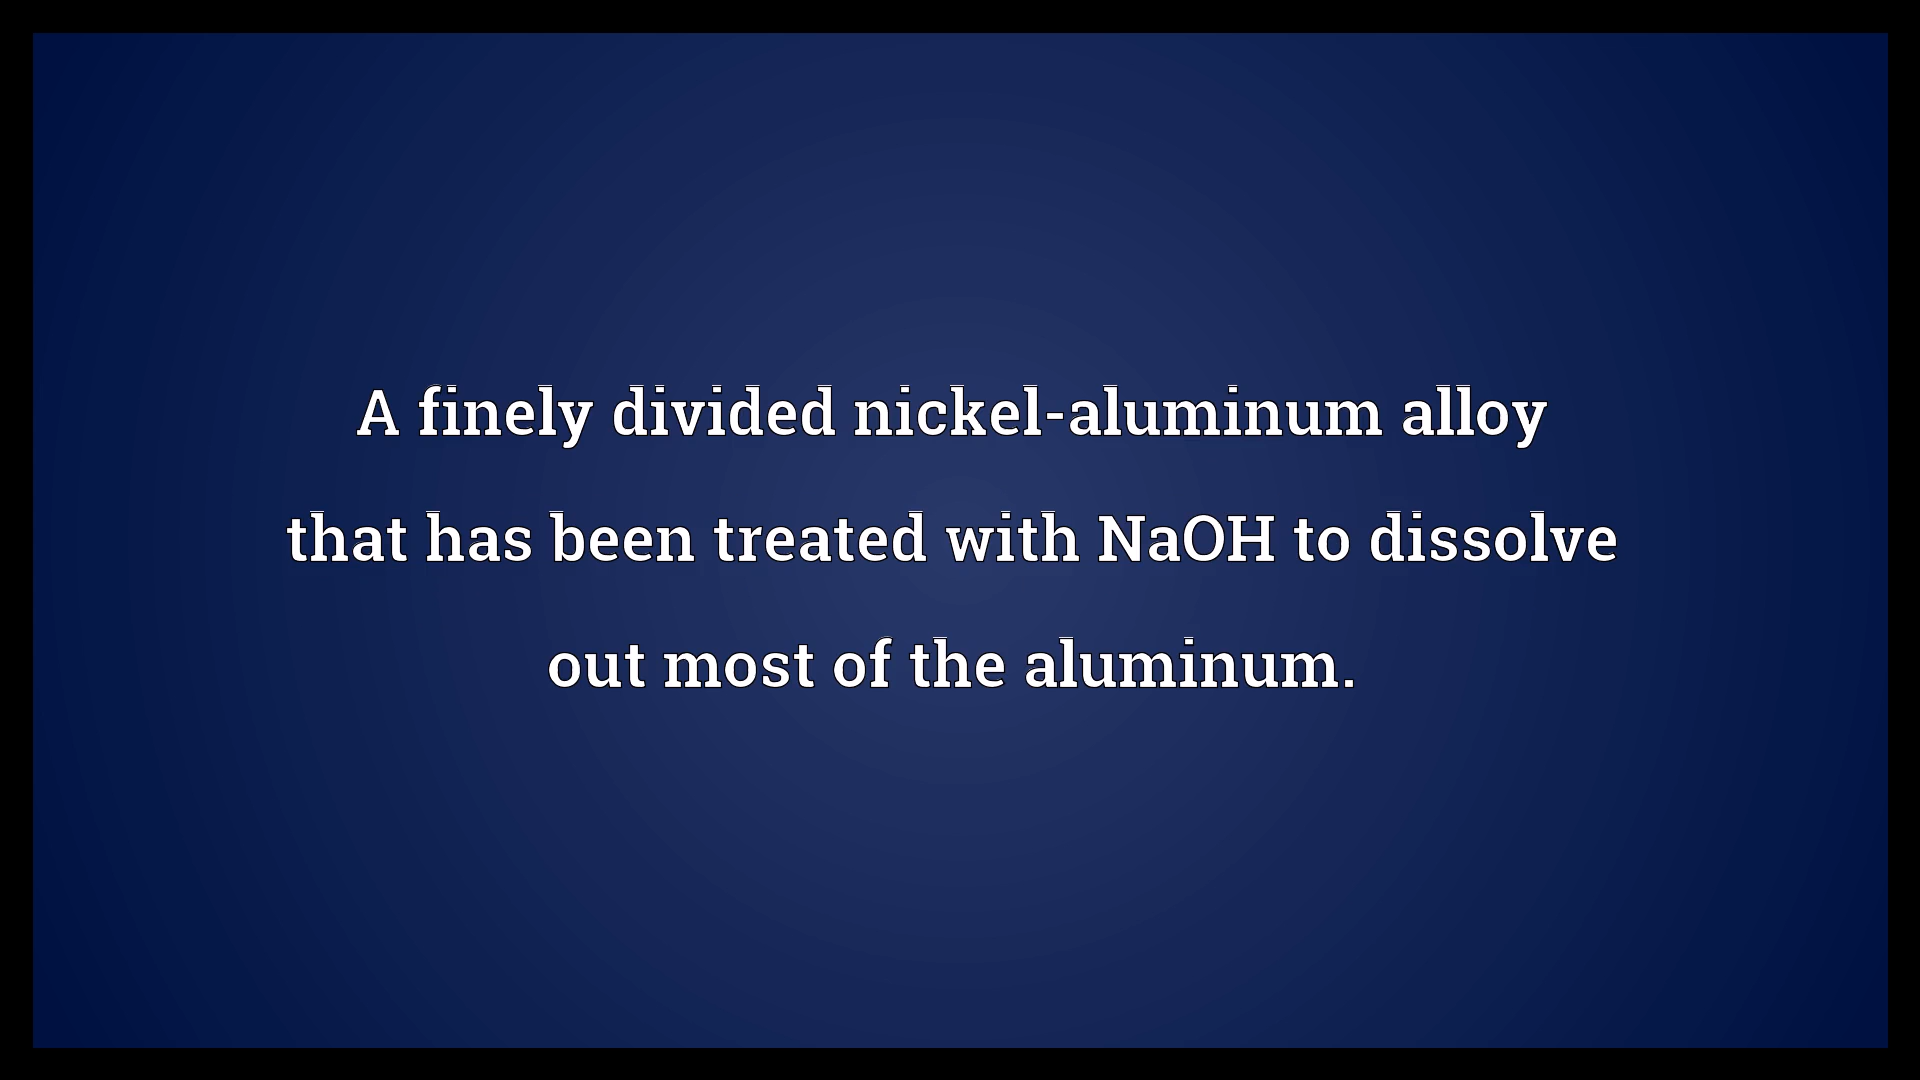 A finely divided nickel-aluminum alloy
that has been treated with NaOH to dissolve
out most of the aluminum.